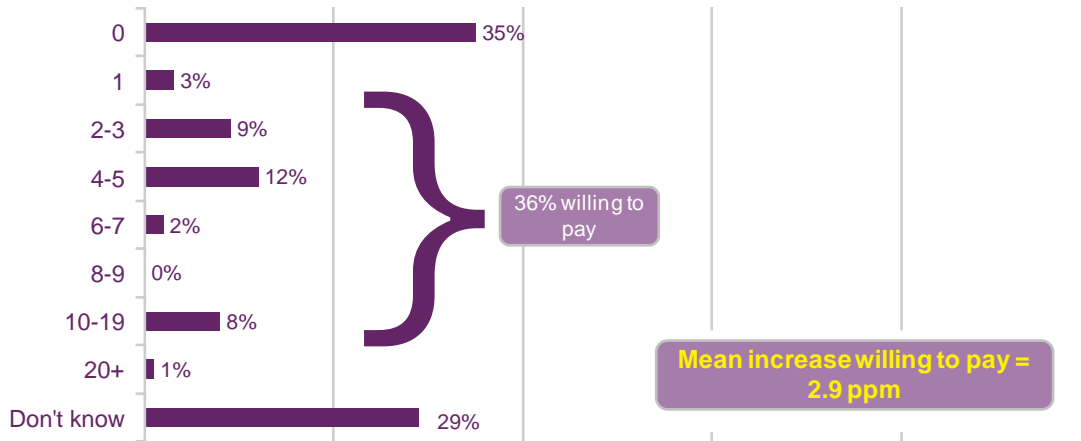 0 35%
1 3%
2-3 9%
4-5 12%
36% willing to
pay
6-7 2%
8-9 0%
10-19 8%
20+ 1%
Mean increase willing to pay =
2.9 ppm
Don't know 29%